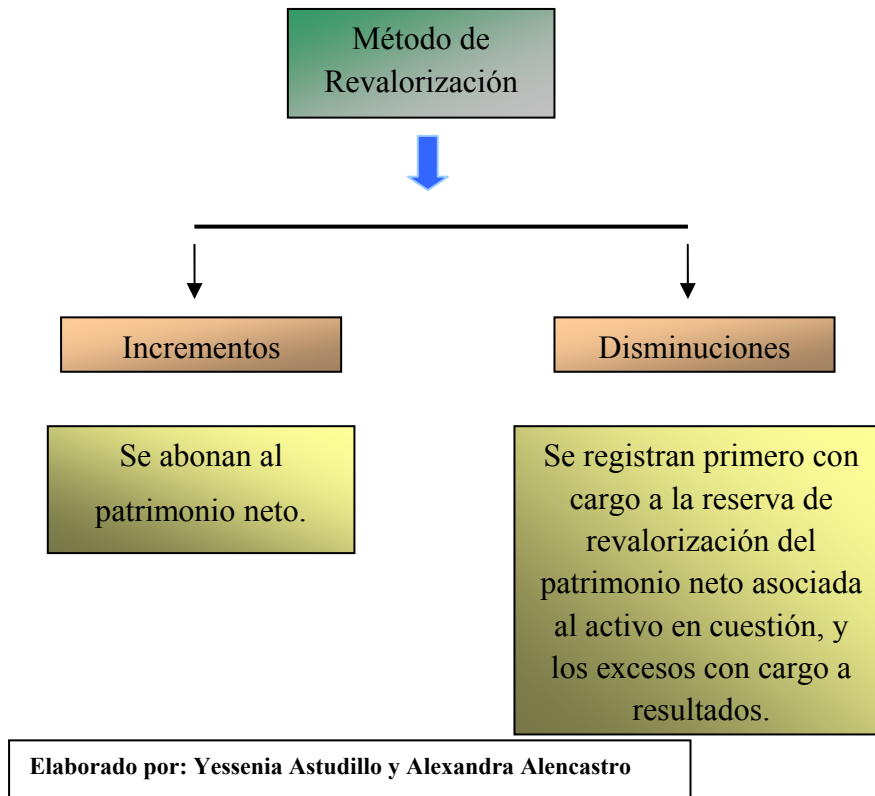 Método de
Revalorización
Incrementos
Disminuciones
Se abonan al
patrimonio neto.
Se registran primero con
cargo a la reserva de
revalorización del
patrimonio neto asociada
al activo en cuestión, y
los excesos con cargo a
resultados.
Elaborado por: Yessenia Astudillo y Alexandra Alencastro